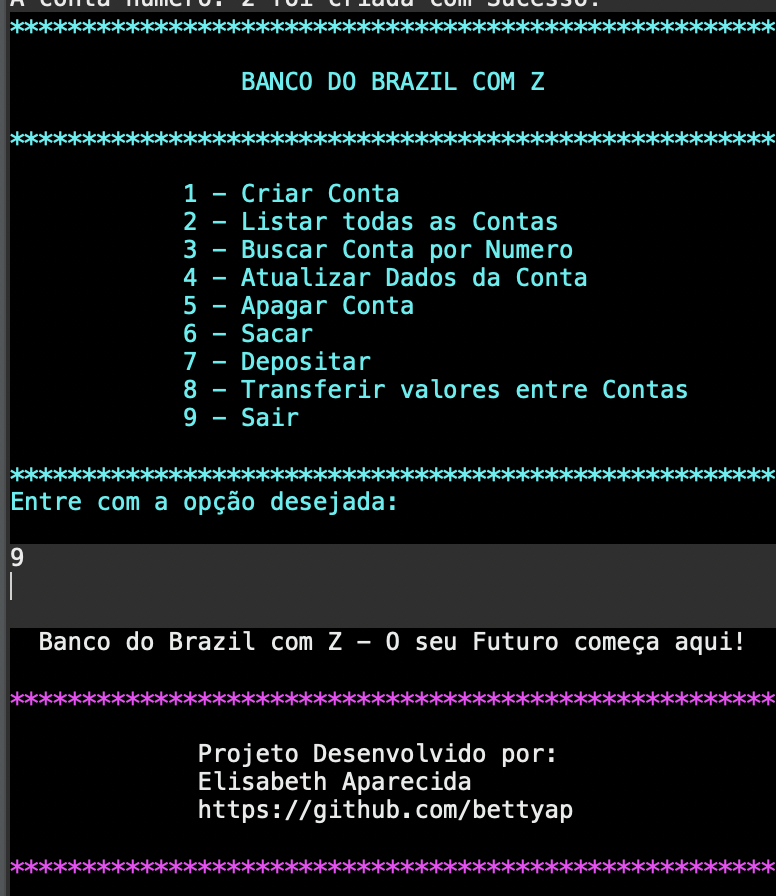 A conta número: 2 foi criada com Sucesso!
*****************************************************
BANCO DO BRAZIL COM Z
*****************************************************
1 – Criar Conta
2 – Listar todas as Contas
3 – Buscar Conta por Numero
4 – Atualizar Dados da Conta
5 – Apagar Conta
6 – Sacar
7 – Depositar
8 – Transferir valores entre Contas
9 – Sair
*****************************************************
Entre com a opção desejada:
9
Banco do Brazil com Z – O seu Futuro começa aqui!
*****************************************************
Projeto Desenvolvido por:
Elisabeth Aparecida
https://github.com/bettyap
*****************************************************